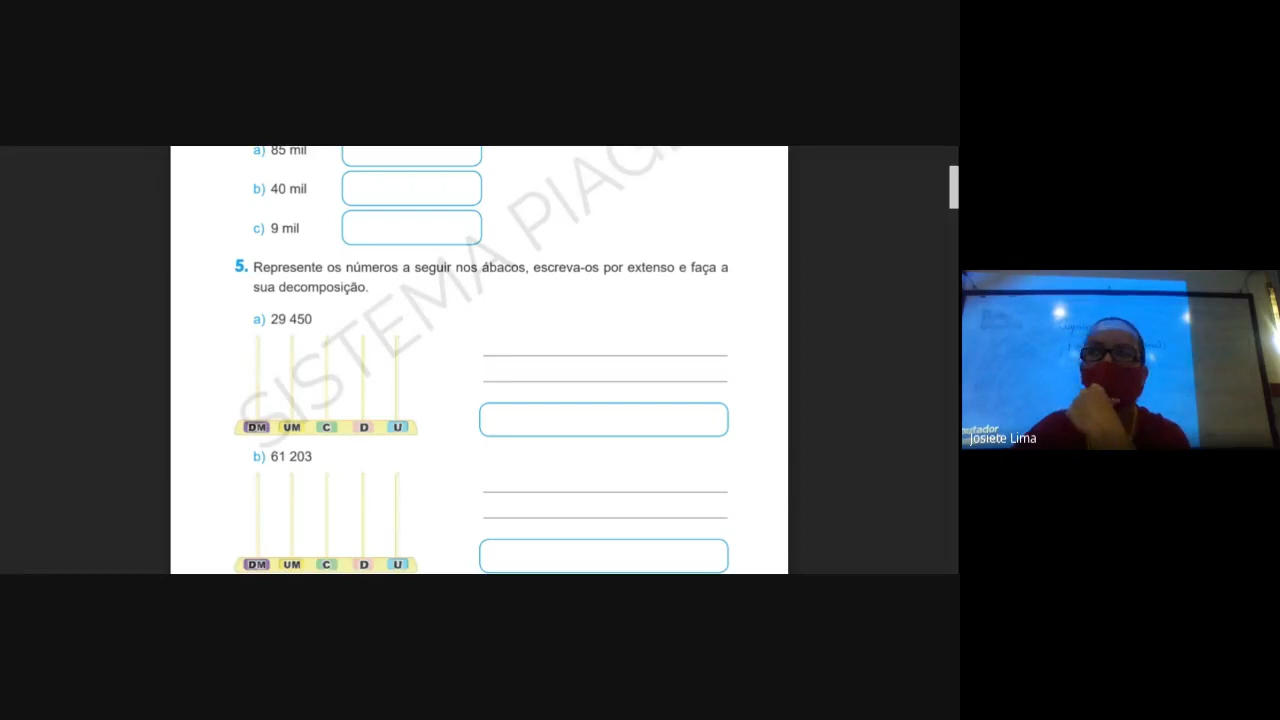 a) 85 mil
b) 40 mil
c) 9 mil
5. Represente os números a seguir nos ábacos, escreva-os por extenso e faça a
sua decomposição.
a) 29 450
DM UM C D U
b) 61 203
DM UM C D U
SISTEMA PIAG
Josiete Lima